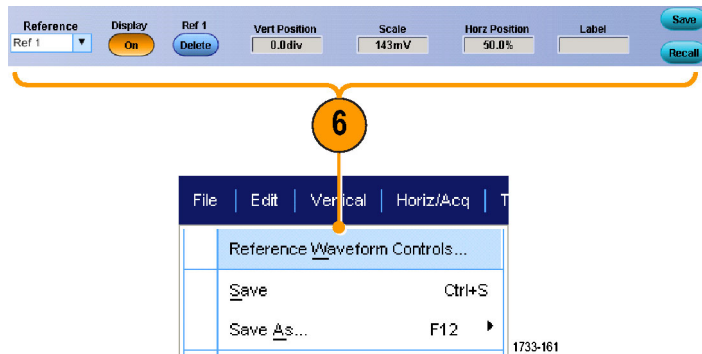 Reference Display Ref 1 Vert Position Scale Horz Position Label Save
Ref 1 On Delete 0.0div 143mV 50.0% Recall
6
File | Edit | Vertical | Horiz/Acq | T
Reference Waveform Controls...
Save Ctrl+S
Save As... F12
1733-161